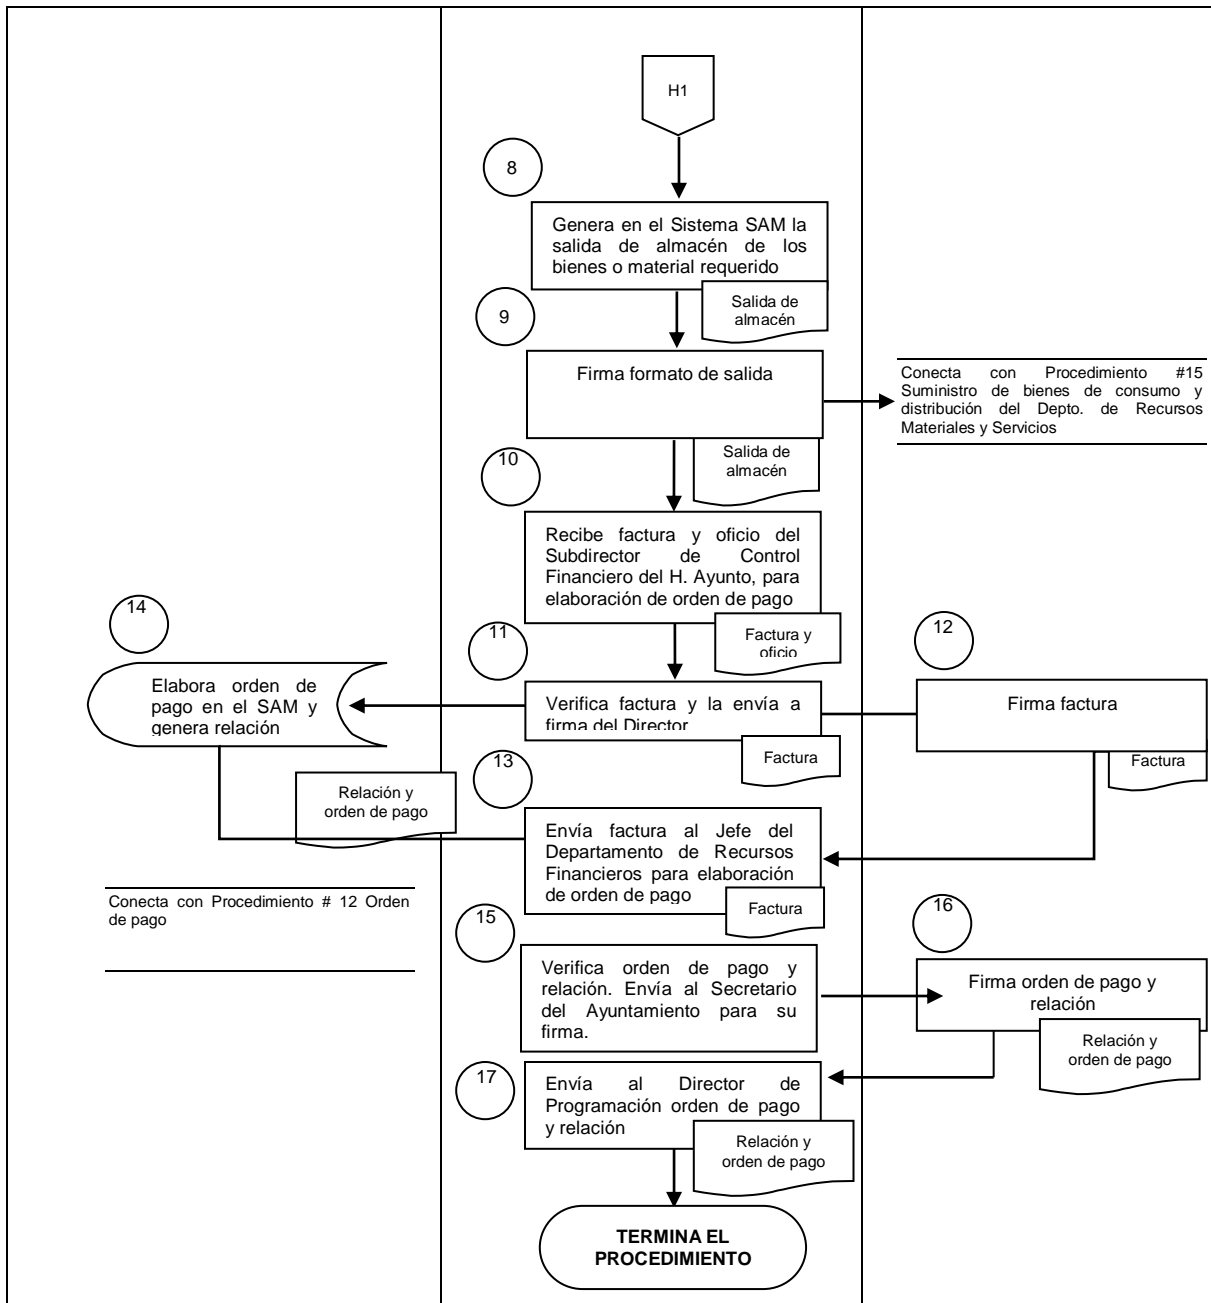 H1
8
Genera en el Sistema SAM la
salida de almacén de los
bienes o material requerido
Salida de
almacén
9
Firma formato de salida
Conecta con Procedimiento #15
Suministro de bienes de consumo y
distribución del Depto. de Recursos
Materiales y Servicios
Salida de
almacén
10
Recibe factura y oficio del
Subdirector de Control
Financiero del H. Ayunto, para
elaboración de orden de pago
Factura y
oficio
14
11
12
Elabora orden de
pago en el SAM y
genera relación
Verifica factura y la envía a
firma del Director
Factura
Firma factura
Factura
Relación y
orden de pago
13
Envía factura al Jefe del
Departamento de Recursos
Financieros para elaboración
de orden de pago
Factura
Conecta con Procedimiento # 12 Orden
de pago
15
16
Verifica orden de pago y
relación. Envía al Secretario
del Ayuntamiento para su
firma.
Firma orden de pago y
relación
Relación y
orden de pago
17
Envía al Director de
Programación orden de pago
y relación
Relación y
orden de pago
TERMINA EL
PROCEDIMIENTO